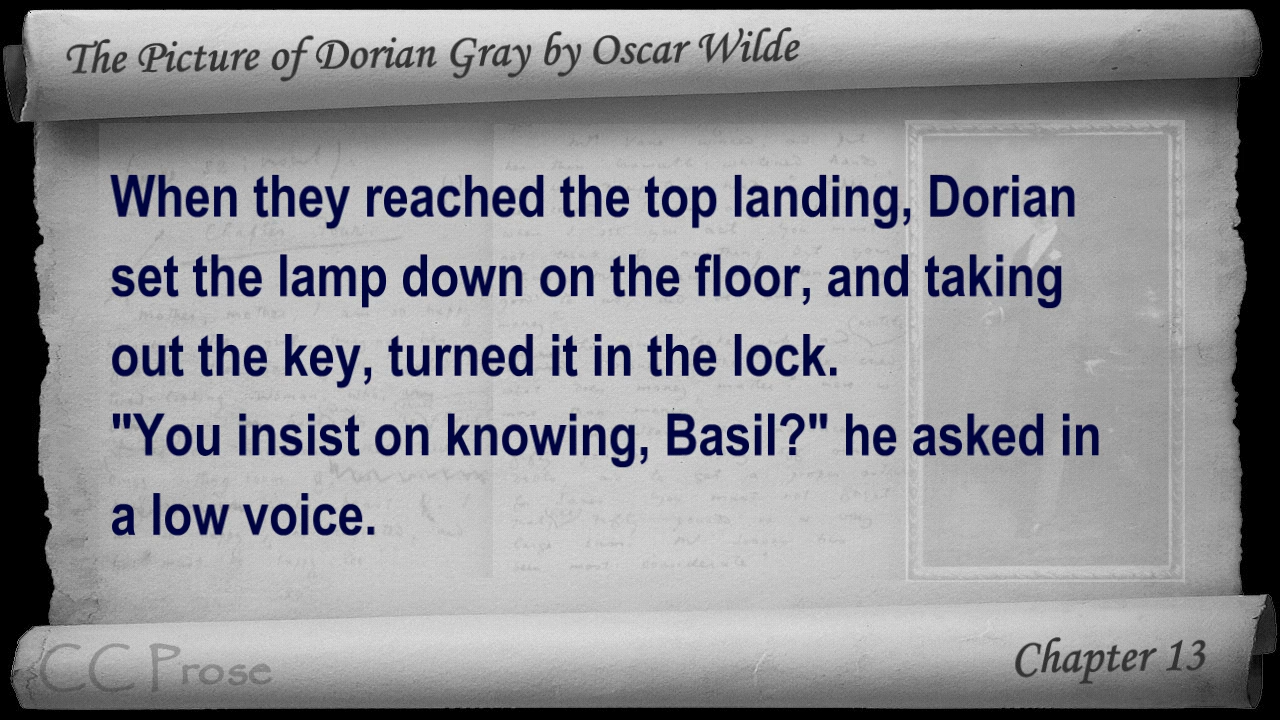 The Picture of Dorian Gray by Oscar Wilde
When they reached the top landing, Dorian
set the lamp down on the floor, and taking
out the key, turned it in the lock.
"You insist on knowing, Basil?" he asked in
a low voice.
CC Prose
Chapter 13